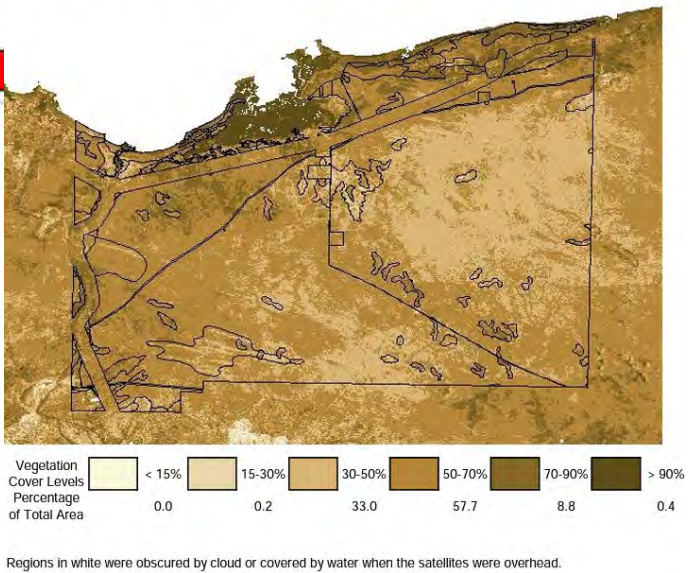 Vegetation
Cover Levels
< 15% 15-30% 30-50% 50-70% 70-90% > 90%
Percentage
of Total Area
0.0 0.2 33.0 57.7 8.8 0.4
Regions in white were obscured by cloud or covered by water when the satellites were overhead.